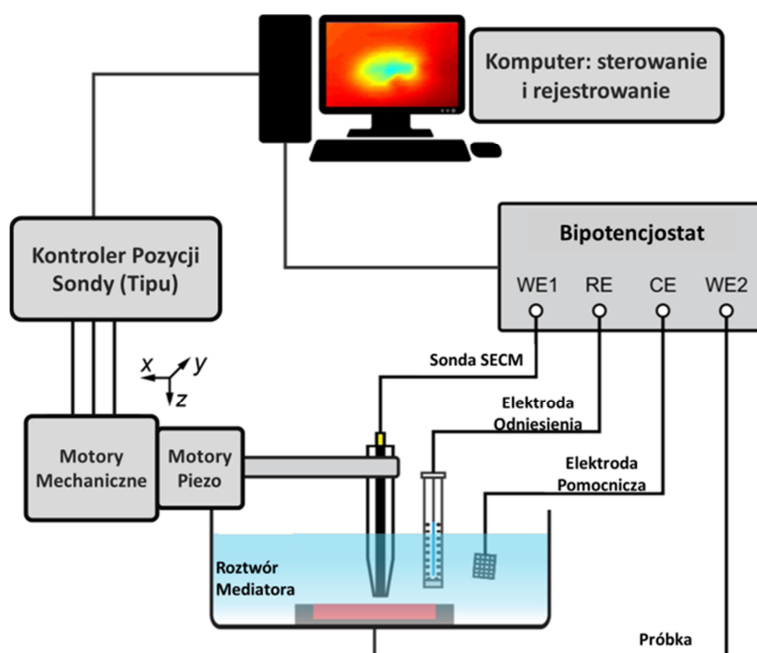 Komputer: sterowanie
i rejestrowanie
Kontroler Pozycji
Sondy (Tipu)
Bipotencjostat
WE1 RE CE WE2
Sonda SECM
x y
z
Elektroda
Odniesienia
Motory
Mechaniczne
Motory
Piezo
Elektroda
Pomocnicza
Roztwór
Mediatora
Próbka